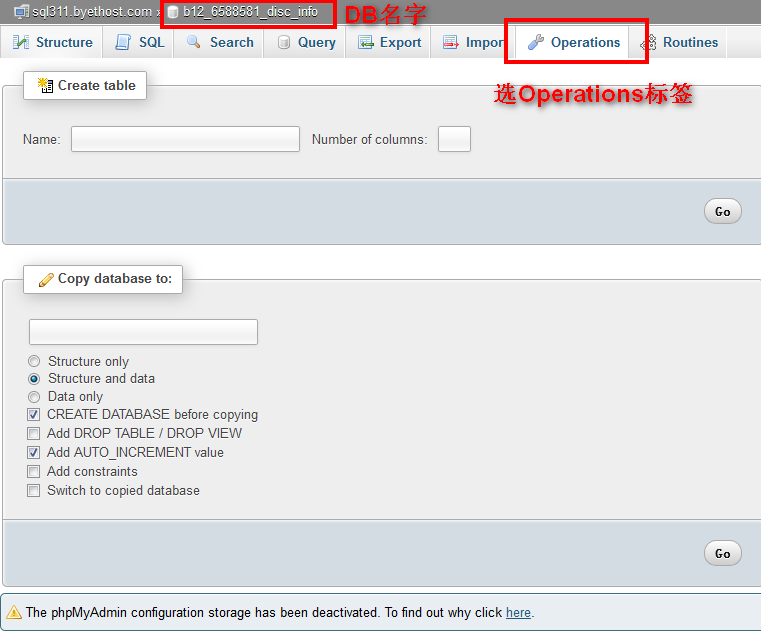 sql311.byethost.com › b12_6588581_disc_info DB名字
Structure SQL Search Query Export Impor Operations Routines
选Operations标签
Create table
Name: Number of columns:
Go
Copy database to:
Structure only
Structure and data
Data only
CREATE DATABASE before copying
Add DROP TABLE / DROP VIEW
Add AUTO_INCREMENT value
Add constraints
Switch to copied database
Go
The phpMyAdmin configuration storage has been deactivated. To find out why click here.